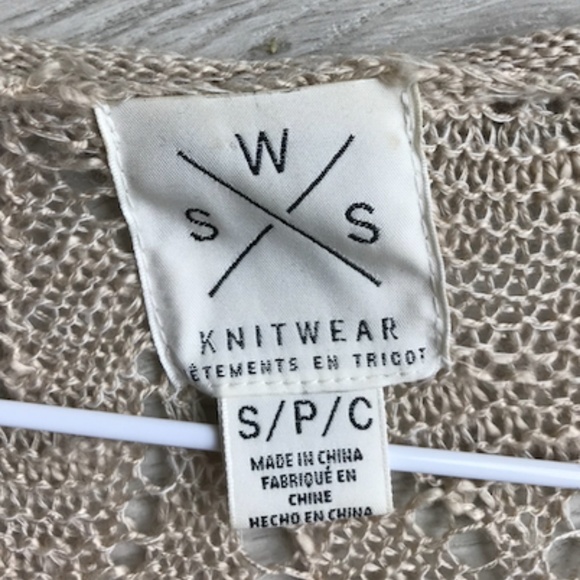 W
S S
KNITWEAR
ÊTEMENTS EN TRICOT
S/P/C
MADE IN CHINA
FABRIQUÉ EN
CHINE
HECHO EN CHINA